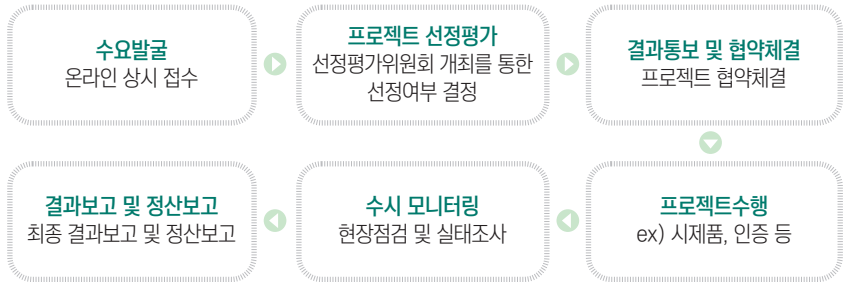 수요발굴
온라인 상시 접수
프로젝트 선정평가
선정평가위원회 개최를 통한
선정여부 결정
결과통보 및 협약체결
프로젝트 협약체결
프로젝트수행
ex) 시제품, 인증 등
수시 모니터링
현장점검 및 실태조사
결과보고 및 정산보고
최종 결과보고 및 정산보고